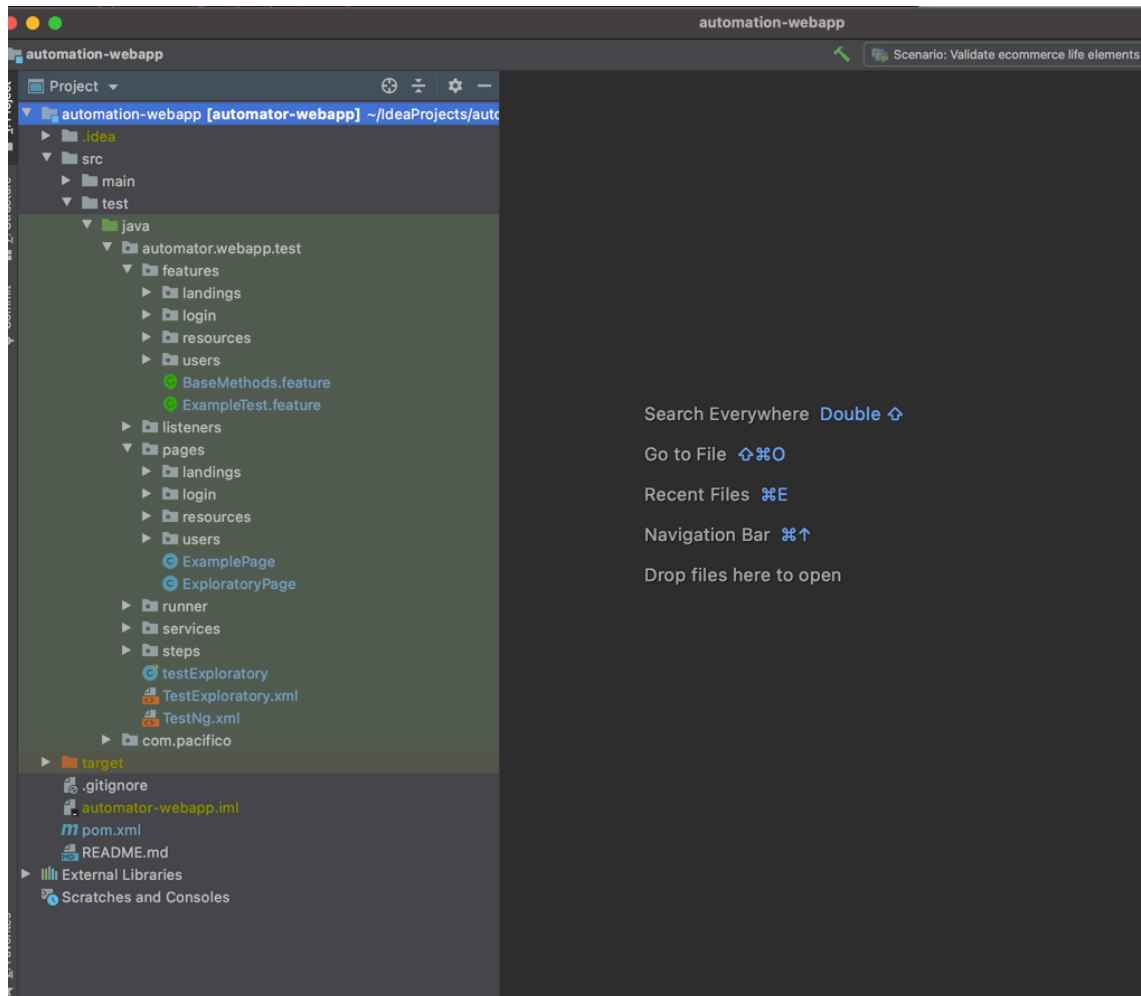 automation-webapp
automation-webapp
Scenario: Validate ecommerce life elements
Project
automation-webapp [automator-webapp] ~/IdeaProjects/auto
.idea
src
main
test
java
automator.webapp.test
features
landings
login
resources
users
BaseMethods.feature
ExampleTest.feature
listeners
pages
landings
login
resources
users
ExamplePage
ExploratoryPage
runner
services
steps
testExploratory
TestExploratory.xml
TestNg.xml
com.pacifico
target
.gitignore
automator-webapp.iml
pom.xml
README.md
External Libraries
Scratches and Consoles
Search Everywhere Double ⇧
Go to File ⇧⌘O
Recent Files ⌘E
Navigation Bar ⌘↑
Drop files here to open